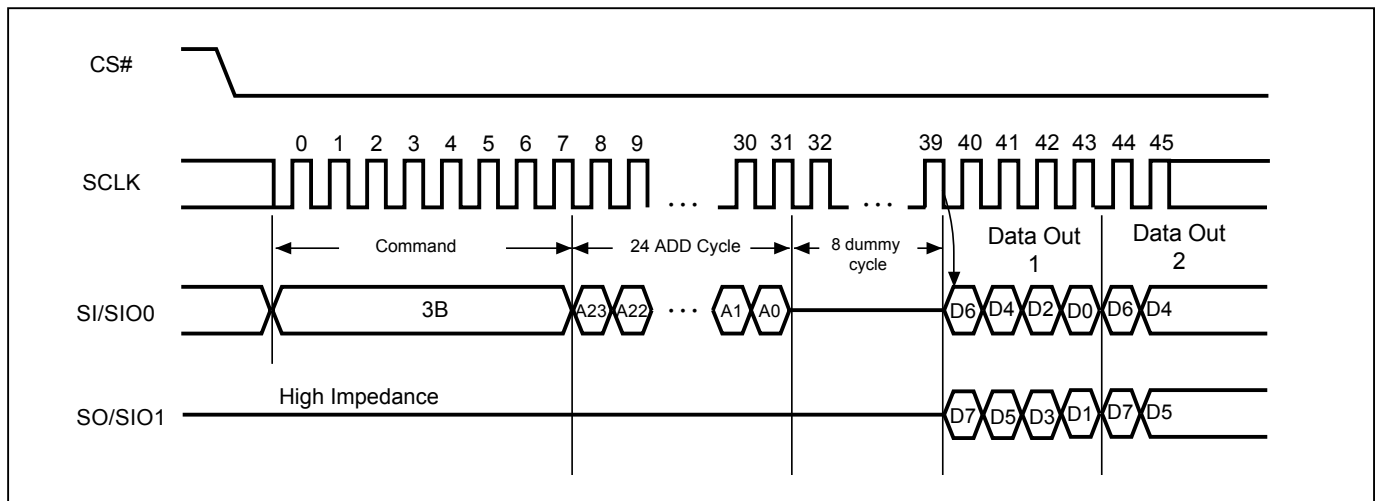 CS#
0 1 2 3 4 5 6 7 8 9 30 31 32 39 40 41 42 43 44 45
SCLK
... ...
Command 24 ADD Cycle 8 dummy cycle Data Out 1 Data Out 2
SI/SIO0 3B A23 A22 ... A1 A0 D6 D4 D2 D0 D6 D4
High Impedance
SO/SIO1 D7 D5 D3 D1 D7 D5